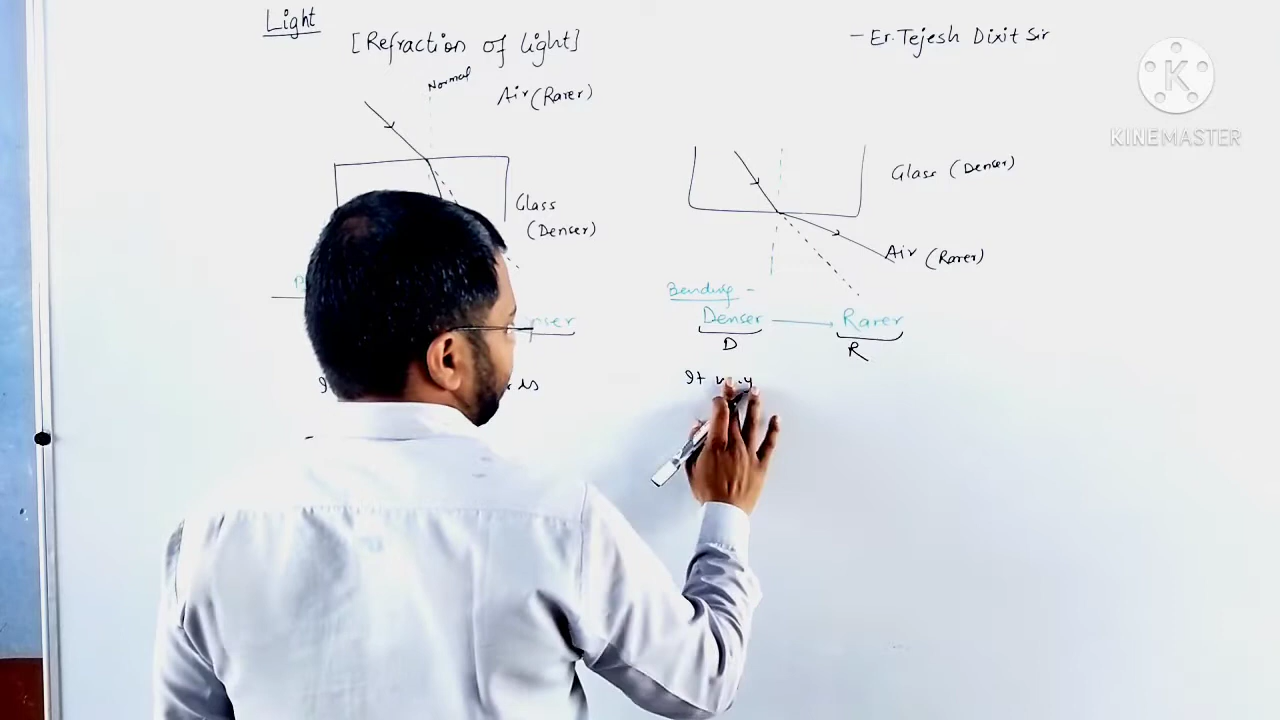 Light
[Refraction of light]
- Er. Tejesh Dixit Sir
Normal
Air (Rarer)
Glass
(Denser)
Glass (Denser)
Air (Rarer)
Bending -
Denser → Rarer
D R
It
KINEMASTER
K